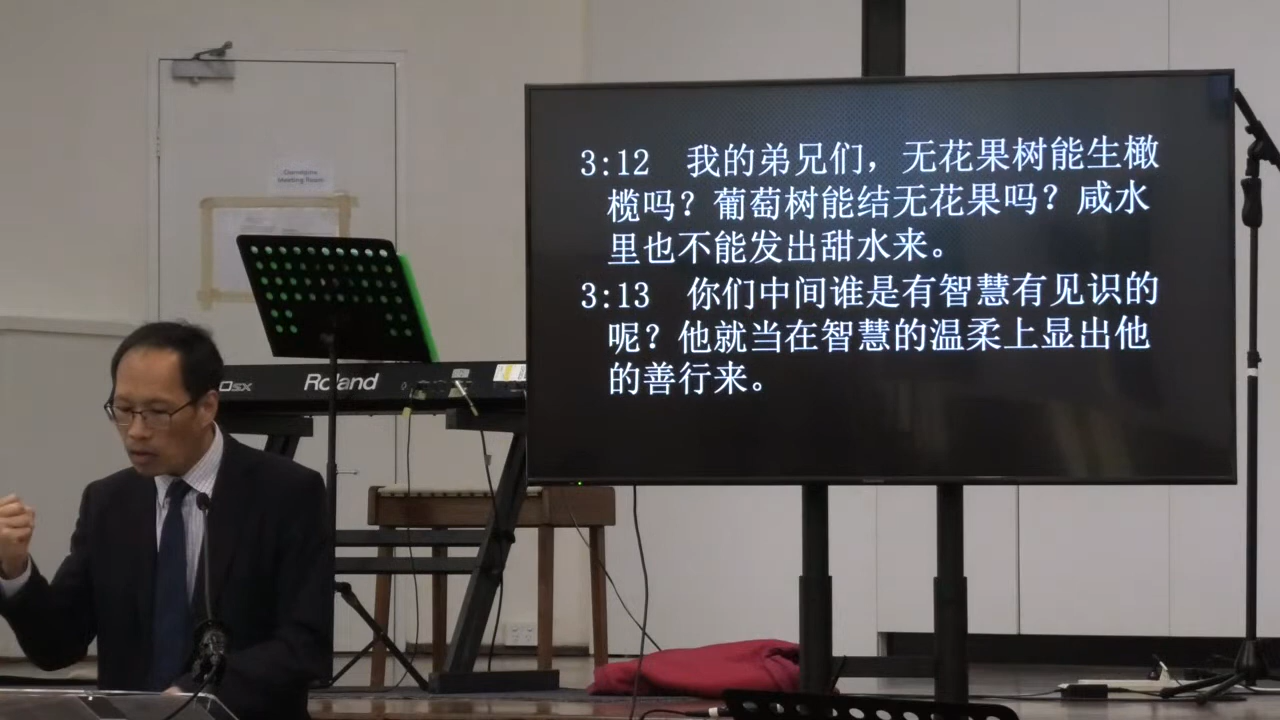 3:12 我的弟兄们，无花果树能生橄
榄吗？葡萄树能结无花果吗？咸水
里也不能发出甜水来。
3:13 你们中间谁是有智慧有见识的
呢？他就当在智慧的温柔上显出他
的善行来。
Meeting Room
Roland